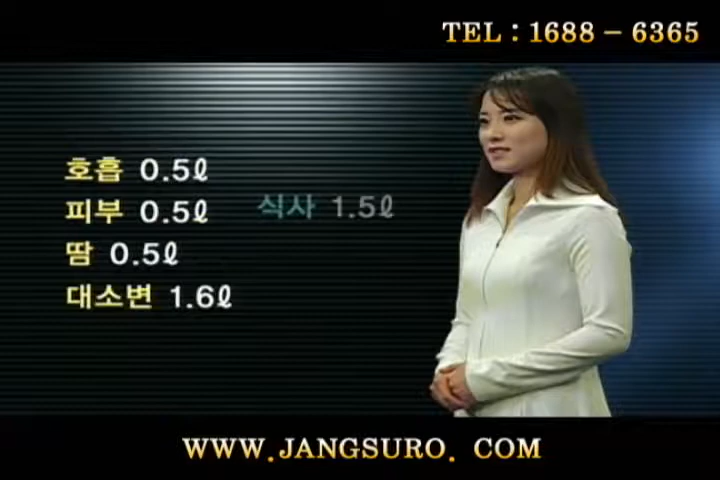 TEL : 1688 - 6365
호흡 0.5ℓ
피부 0.5ℓ
식사 1.5ℓ
땀 0.5ℓ
대소변 1.6ℓ
WWW.JANGSURO. COM